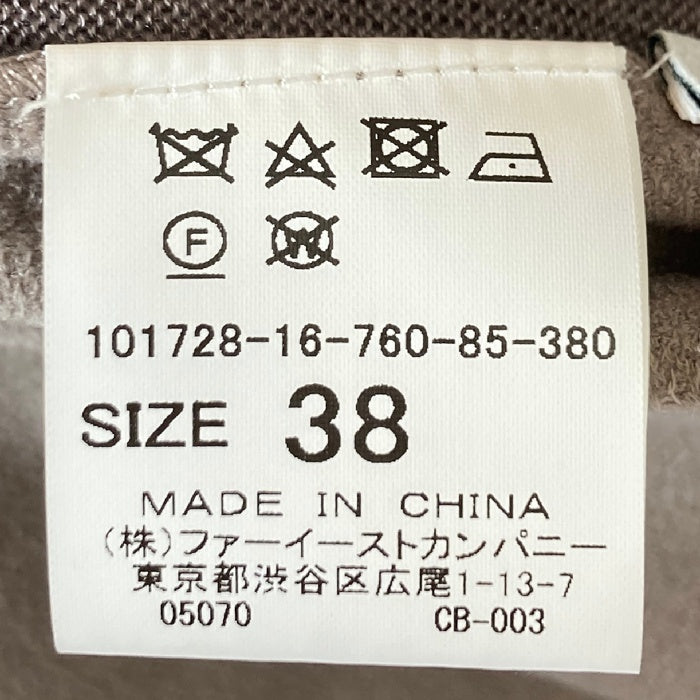 F W
101728-16-760-85-380
SIZE 38
MADE IN CHINA
(株)ファーイーストカンパニー
東京都渋谷区広尾1-13-7
05070 CB-003